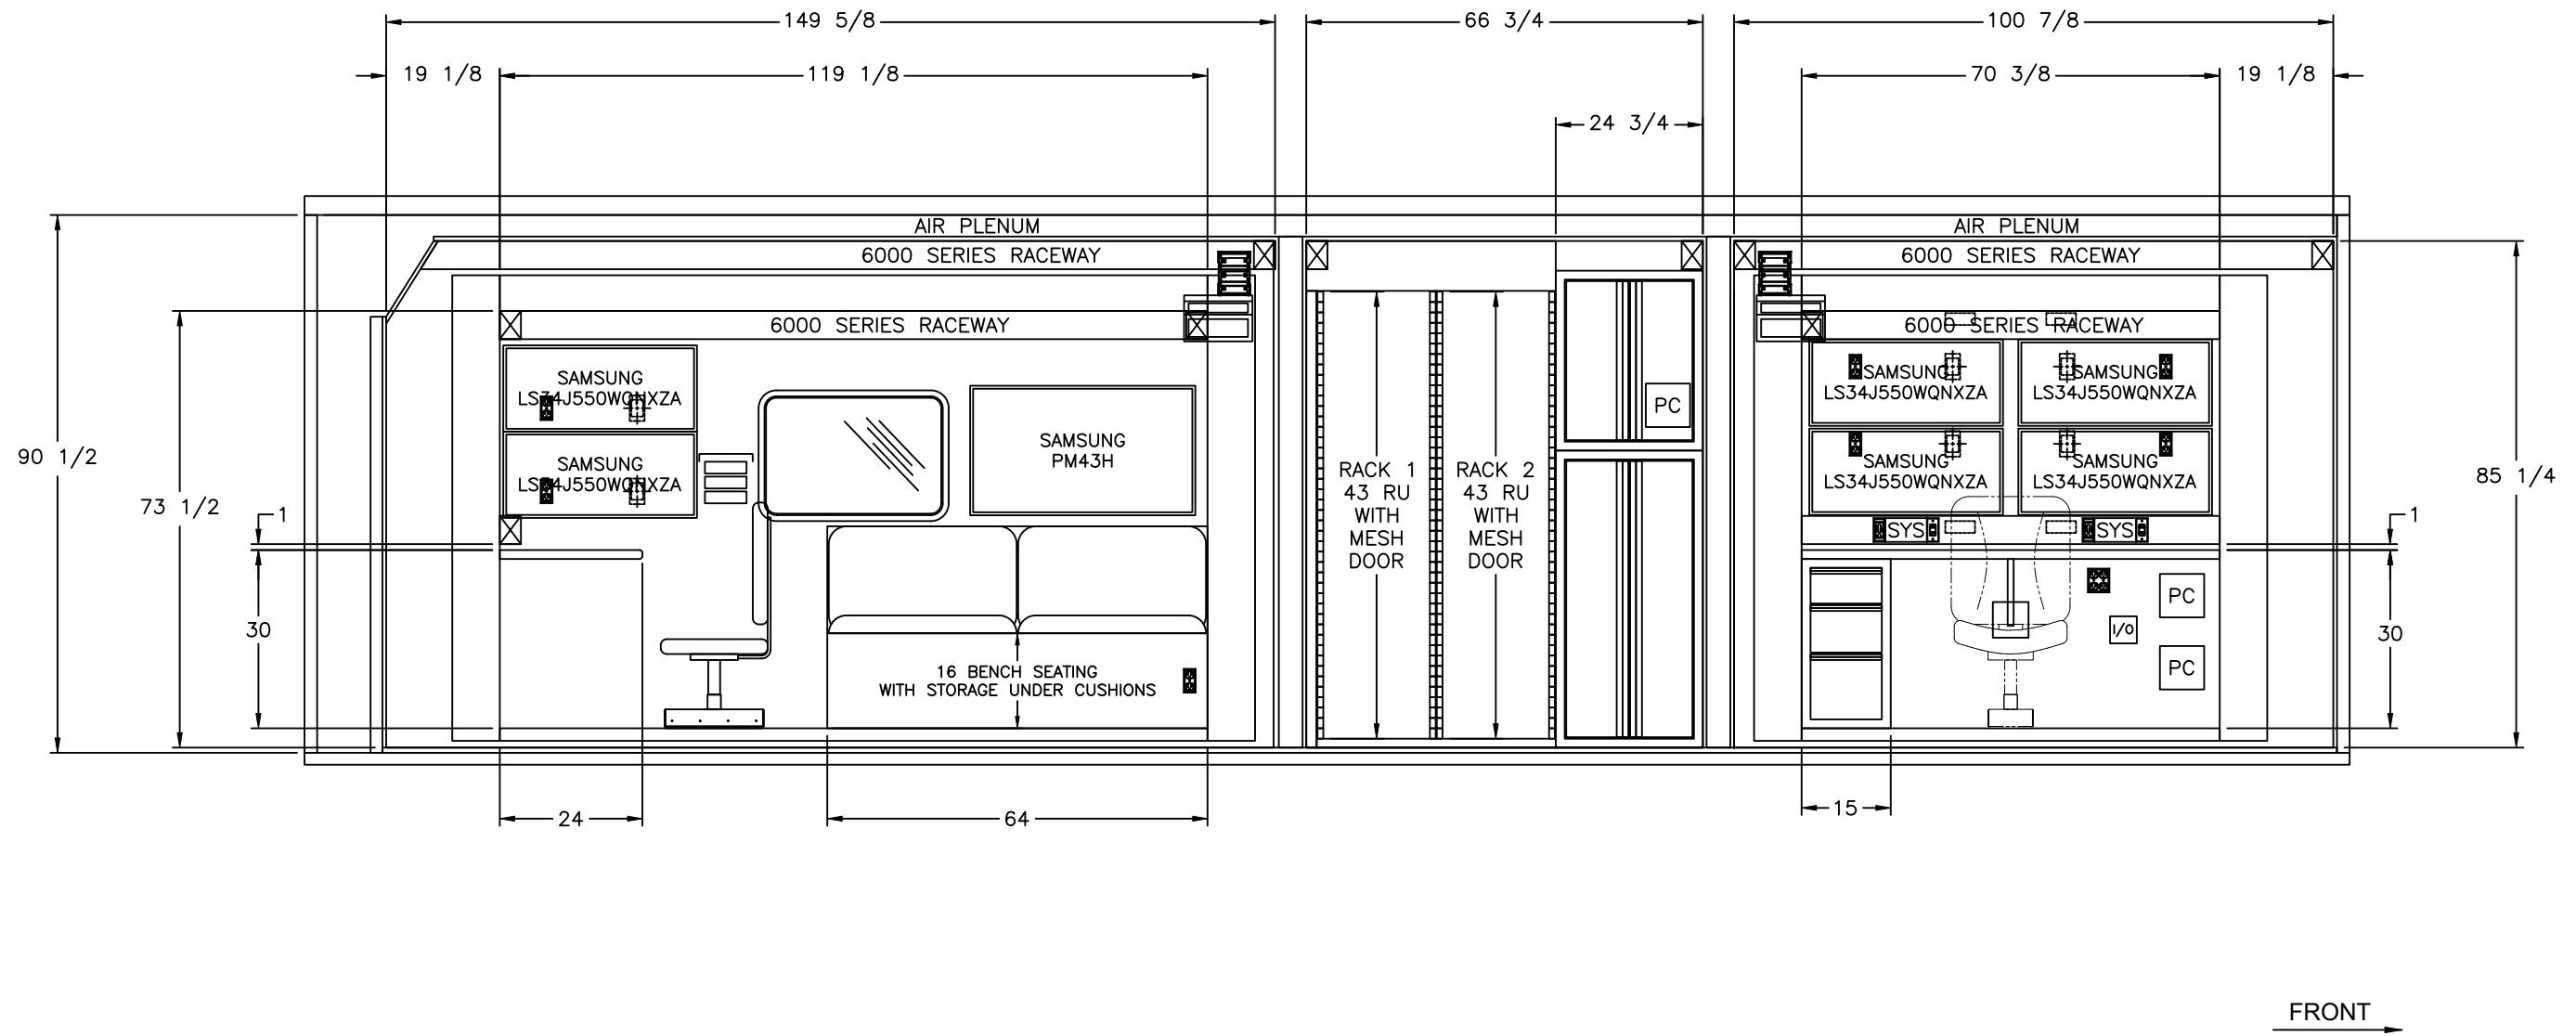 149 5/8
66 3/4
100 7/8
19 1/8
119 1/8
70 3/8
19 1/8
24 3/4
AIR PLENUM
AIR PLENUM
6000 SERIES RACEWAY
6000 SERIES RACEWAY
6000 SERIES RACEWAY
6000 SERIES RACEWAY
SAMSUNG
LS34J550WQNXZA
SAMSUNG
LS34J550WQNXZA
SAMSUNG
PM43H
RACK 1
43 RU
WITH
MESH
DOOR
RACK 2
43 RU
WITH
MESH
DOOR
PC
SAMSUNG
LS34J550WQNXZA
SAMSUNG
LS34J550WQNXZA
SAMSUNG
LS34J550WQNXZA
SAMSUNG
LS34J550WQNXZA
90 1/2
73 1/2
1
30
85 1/4
1
30
SYS
SYS
PC
I/O
PC
16 BENCH SEATING
WITH STORAGE UNDER CUSHIONS
24
64
15
FRONT